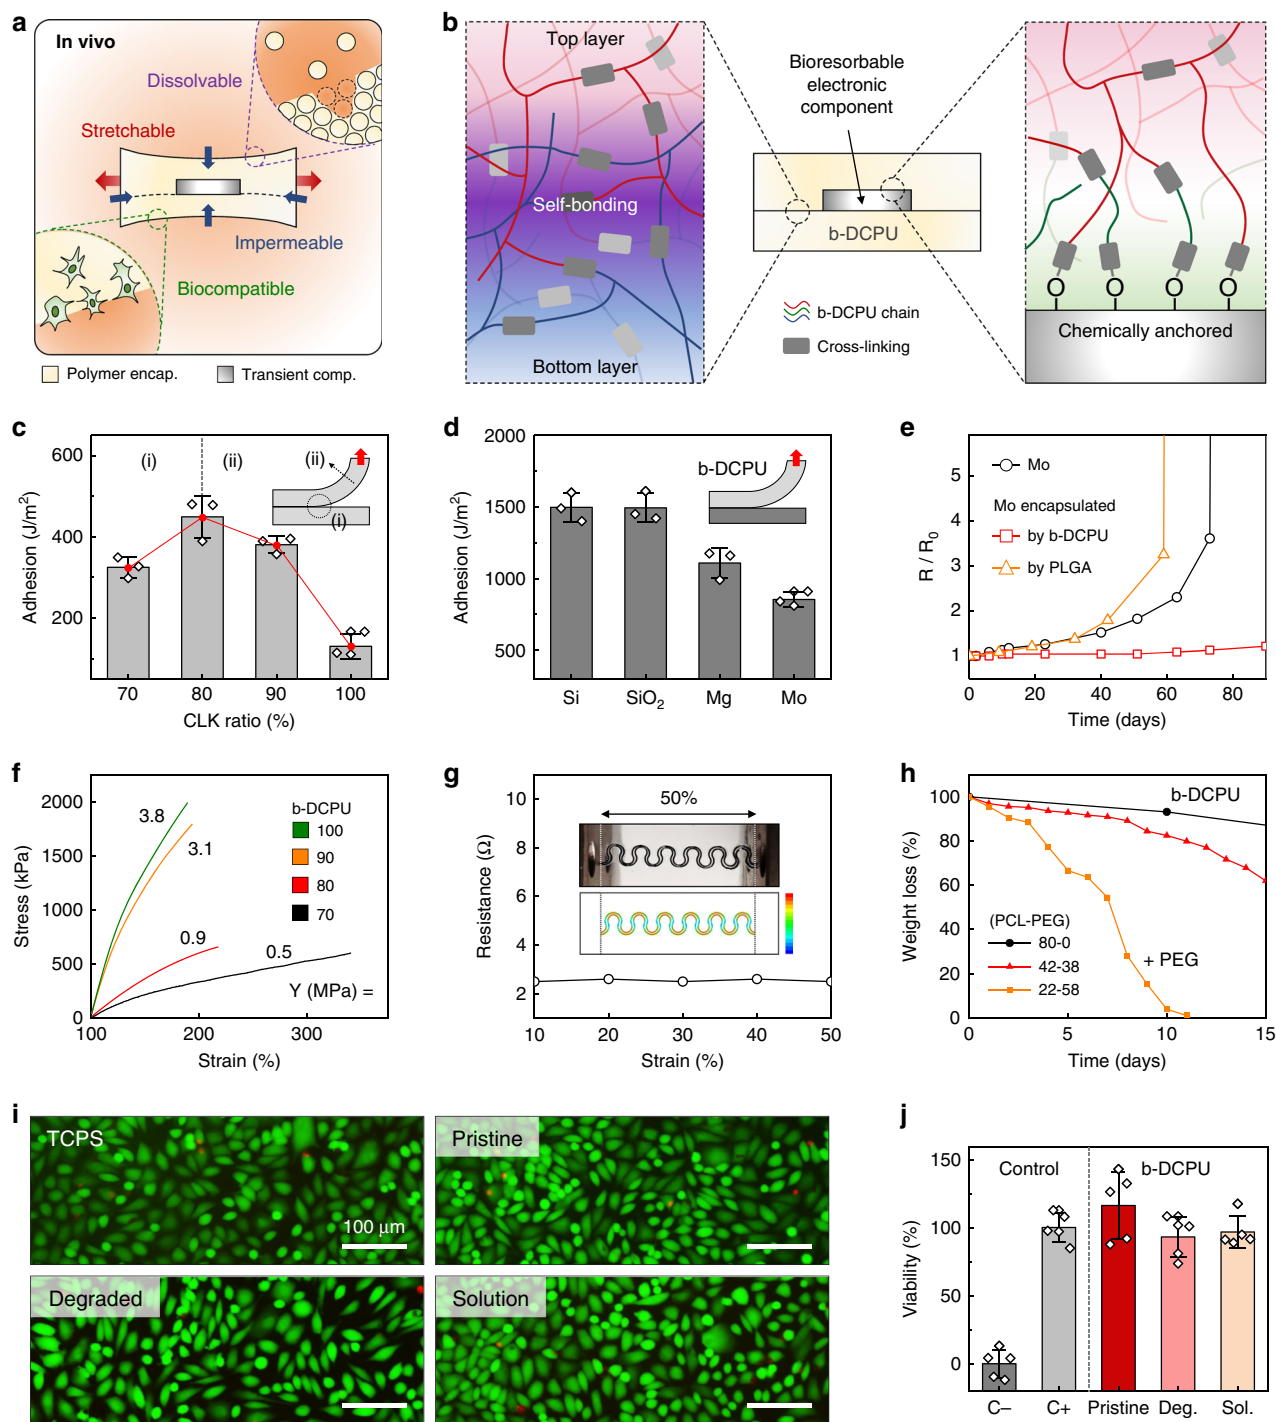 a
In vivo
Dissolvable
Stretchable
Impermeable
Biocompatible
Polymer encap.
Transient comp.
b
Top layer
Self-bonding
Bottom layer
Bioresorbable
electronic
component
b-DCPU
b-DCPU chain
Cross-linking
O O O O
Chemically anchored
c
Adhesion (J/m²)
600
400
200
(i)
(ii)
(ii)
(i)
70 80 90 100
CLK ratio (%)
d
Adhesion (J/m²)
2000
1500
1000
500
b-DCPU
Si SiO₂ Mg Mo
e
R / R₀
5
4
3
2
1
Mo
Mo encapsulated
by b-DCPU
by PLGA
0 20 40 60 80
Time (days)
f
Stress (kPa)
2000
1500
1000
500
0
3.8
3.1
0.9
0.5
b-DCPU
100
90
80
70
Y (MPa) =
100 200 300
Strain (%)
g
Resistance (Ω)
10
8
6
4
2
50%
10 20 30 40 50
Strain (%)
h
Weight loss (%)
100
80
60
40
20
0
b-DCPU
(PCL-PEG)
80-0
42-38
22-58
+ PEG
0 5 10 15
Time (days)
i
TCPS
100 μm
Pristine
Degraded
Solution
j
Viability (%)
150
100
50
0
Control
b-DCPU
C− C+ Pristine Deg. Sol.